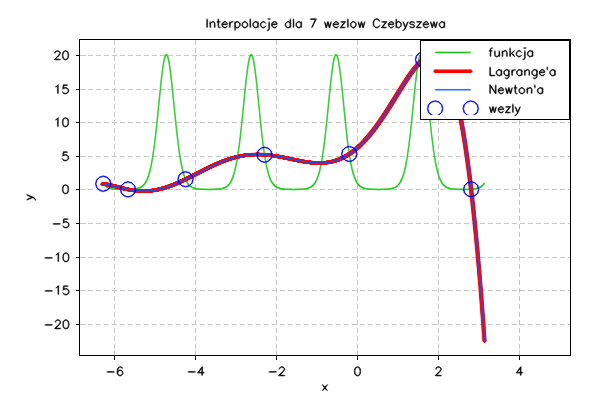 Interpolacje dla 7 wezlow Czebyszewa
funkcja
Lagrange'a
Newton'a
wezly
20
15
10
5
0
−5
−10
−15
−20
y
−6 −4 −2 0 2 4
x